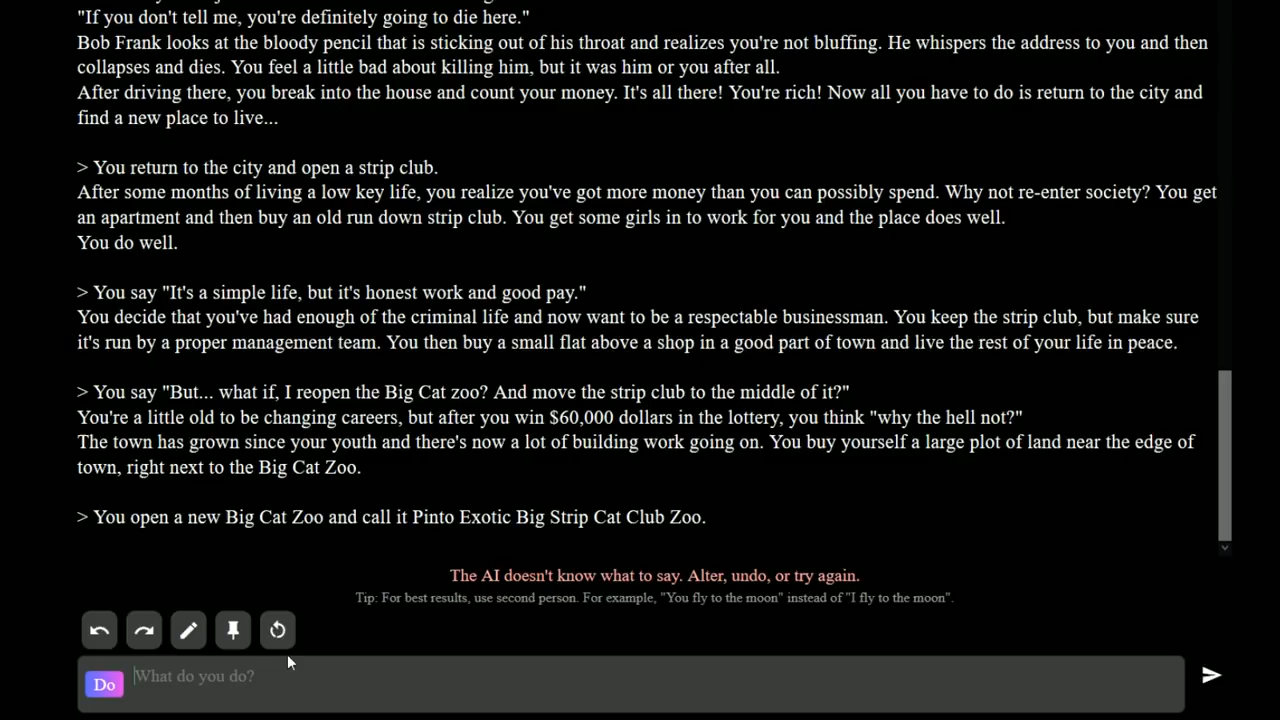 "If you don't tell me, you're definitely going to die here."
Bob Frank looks at the bloody pencil that is sticking out of his throat and realizes you're not bluffing. He whispers the address to you and then
collapses and dies. You feel a little bad about killing him, but it was him or you after all.
After driving there, you break into the house and count your money. It's all there! You're rich! Now all you have to do is return to the city and
find a new place to live...
> You return to the city and open a strip club.
After some months of living a low key life, you realize you've got more money than you can possibly spend. Why not re-enter society? You get
an apartment and then buy an old run down strip club. You get some girls in to work for you and the place does well.
You do well.
> You say "It's a simple life, but it's honest work and good pay."
You decide that you've had enough of the criminal life and now want to be a respectable businessman. You keep the strip club, but make sure
it's run by a proper management team. You then buy a small flat above a shop in a good part of town and live the rest of your life in peace.
> You say "But... what if, I reopen the Big Cat zoo? And move the strip club to the middle of it?"
You're a little old to be changing careers, but after you win $60,000 dollars in the lottery, you think "why the hell not?"
The town has grown since your youth and there's now a lot of building work going on. You buy yourself a large plot of land near the edge of
town, right next to the Big Cat Zoo.
> You open a new Big Cat Zoo and call it Pinto Exotic Big Strip Cat Club Zoo.
The AI doesn't know what to say. Alter, undo, or try again.
Tip: For best results, use second person. For example, "You fly to the moon" instead of "I fly to the moon".
Do What do you do?